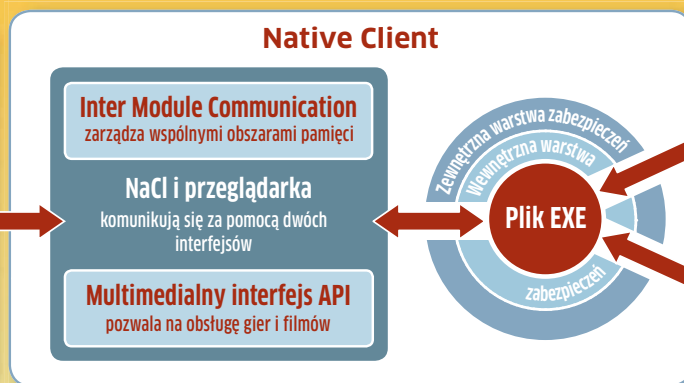 Native Client
Inter Module Communication
zarządza wspólnymi obszarami pamięci
NaCl i przeglądarka
komunikują się za pomocą dwóch
interfejsów
Multimedialny interfejs API
pozwala na obsługę gier i filmów
Zewnętrzna warstwa zabezpieczeń
Wewnętrzna warstwa
Plik EXE
zabezpieczeń